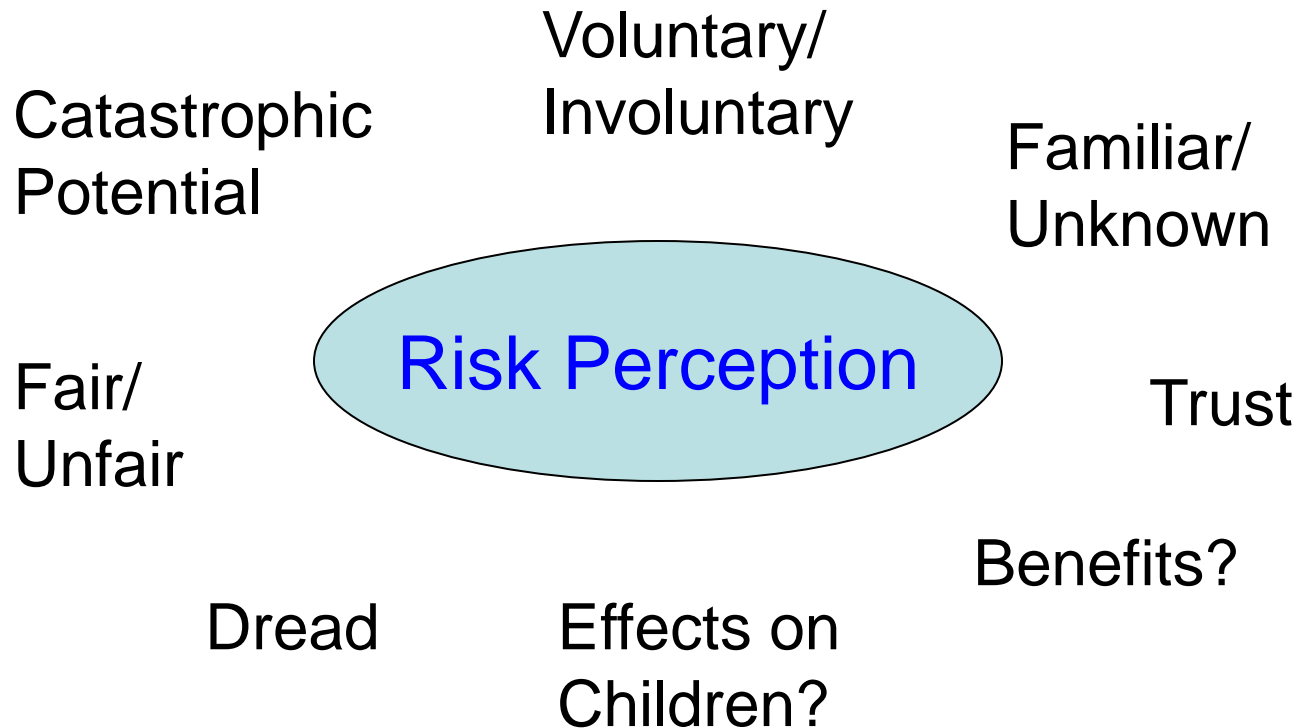 Voluntary/
Involuntary
Catastrophic
Potential
Familiar/
Unknown
Risk Perception
Fair/
Unfair
Trust
Benefits?
Dread
Effects on
Children?